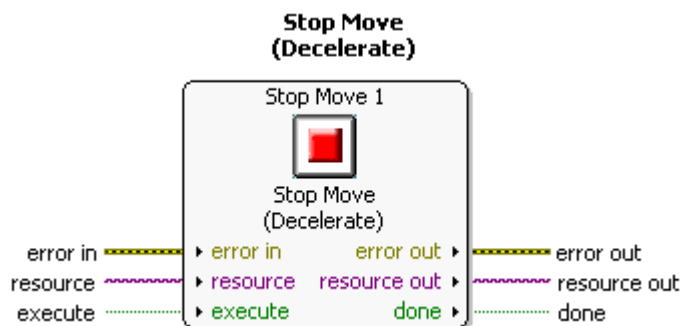 Stop Move
(Decelerate)
Stop Move 1
Stop Move
(Decelerate)
error in error in error out error out
resource resource resource out resource out
execute execute done done